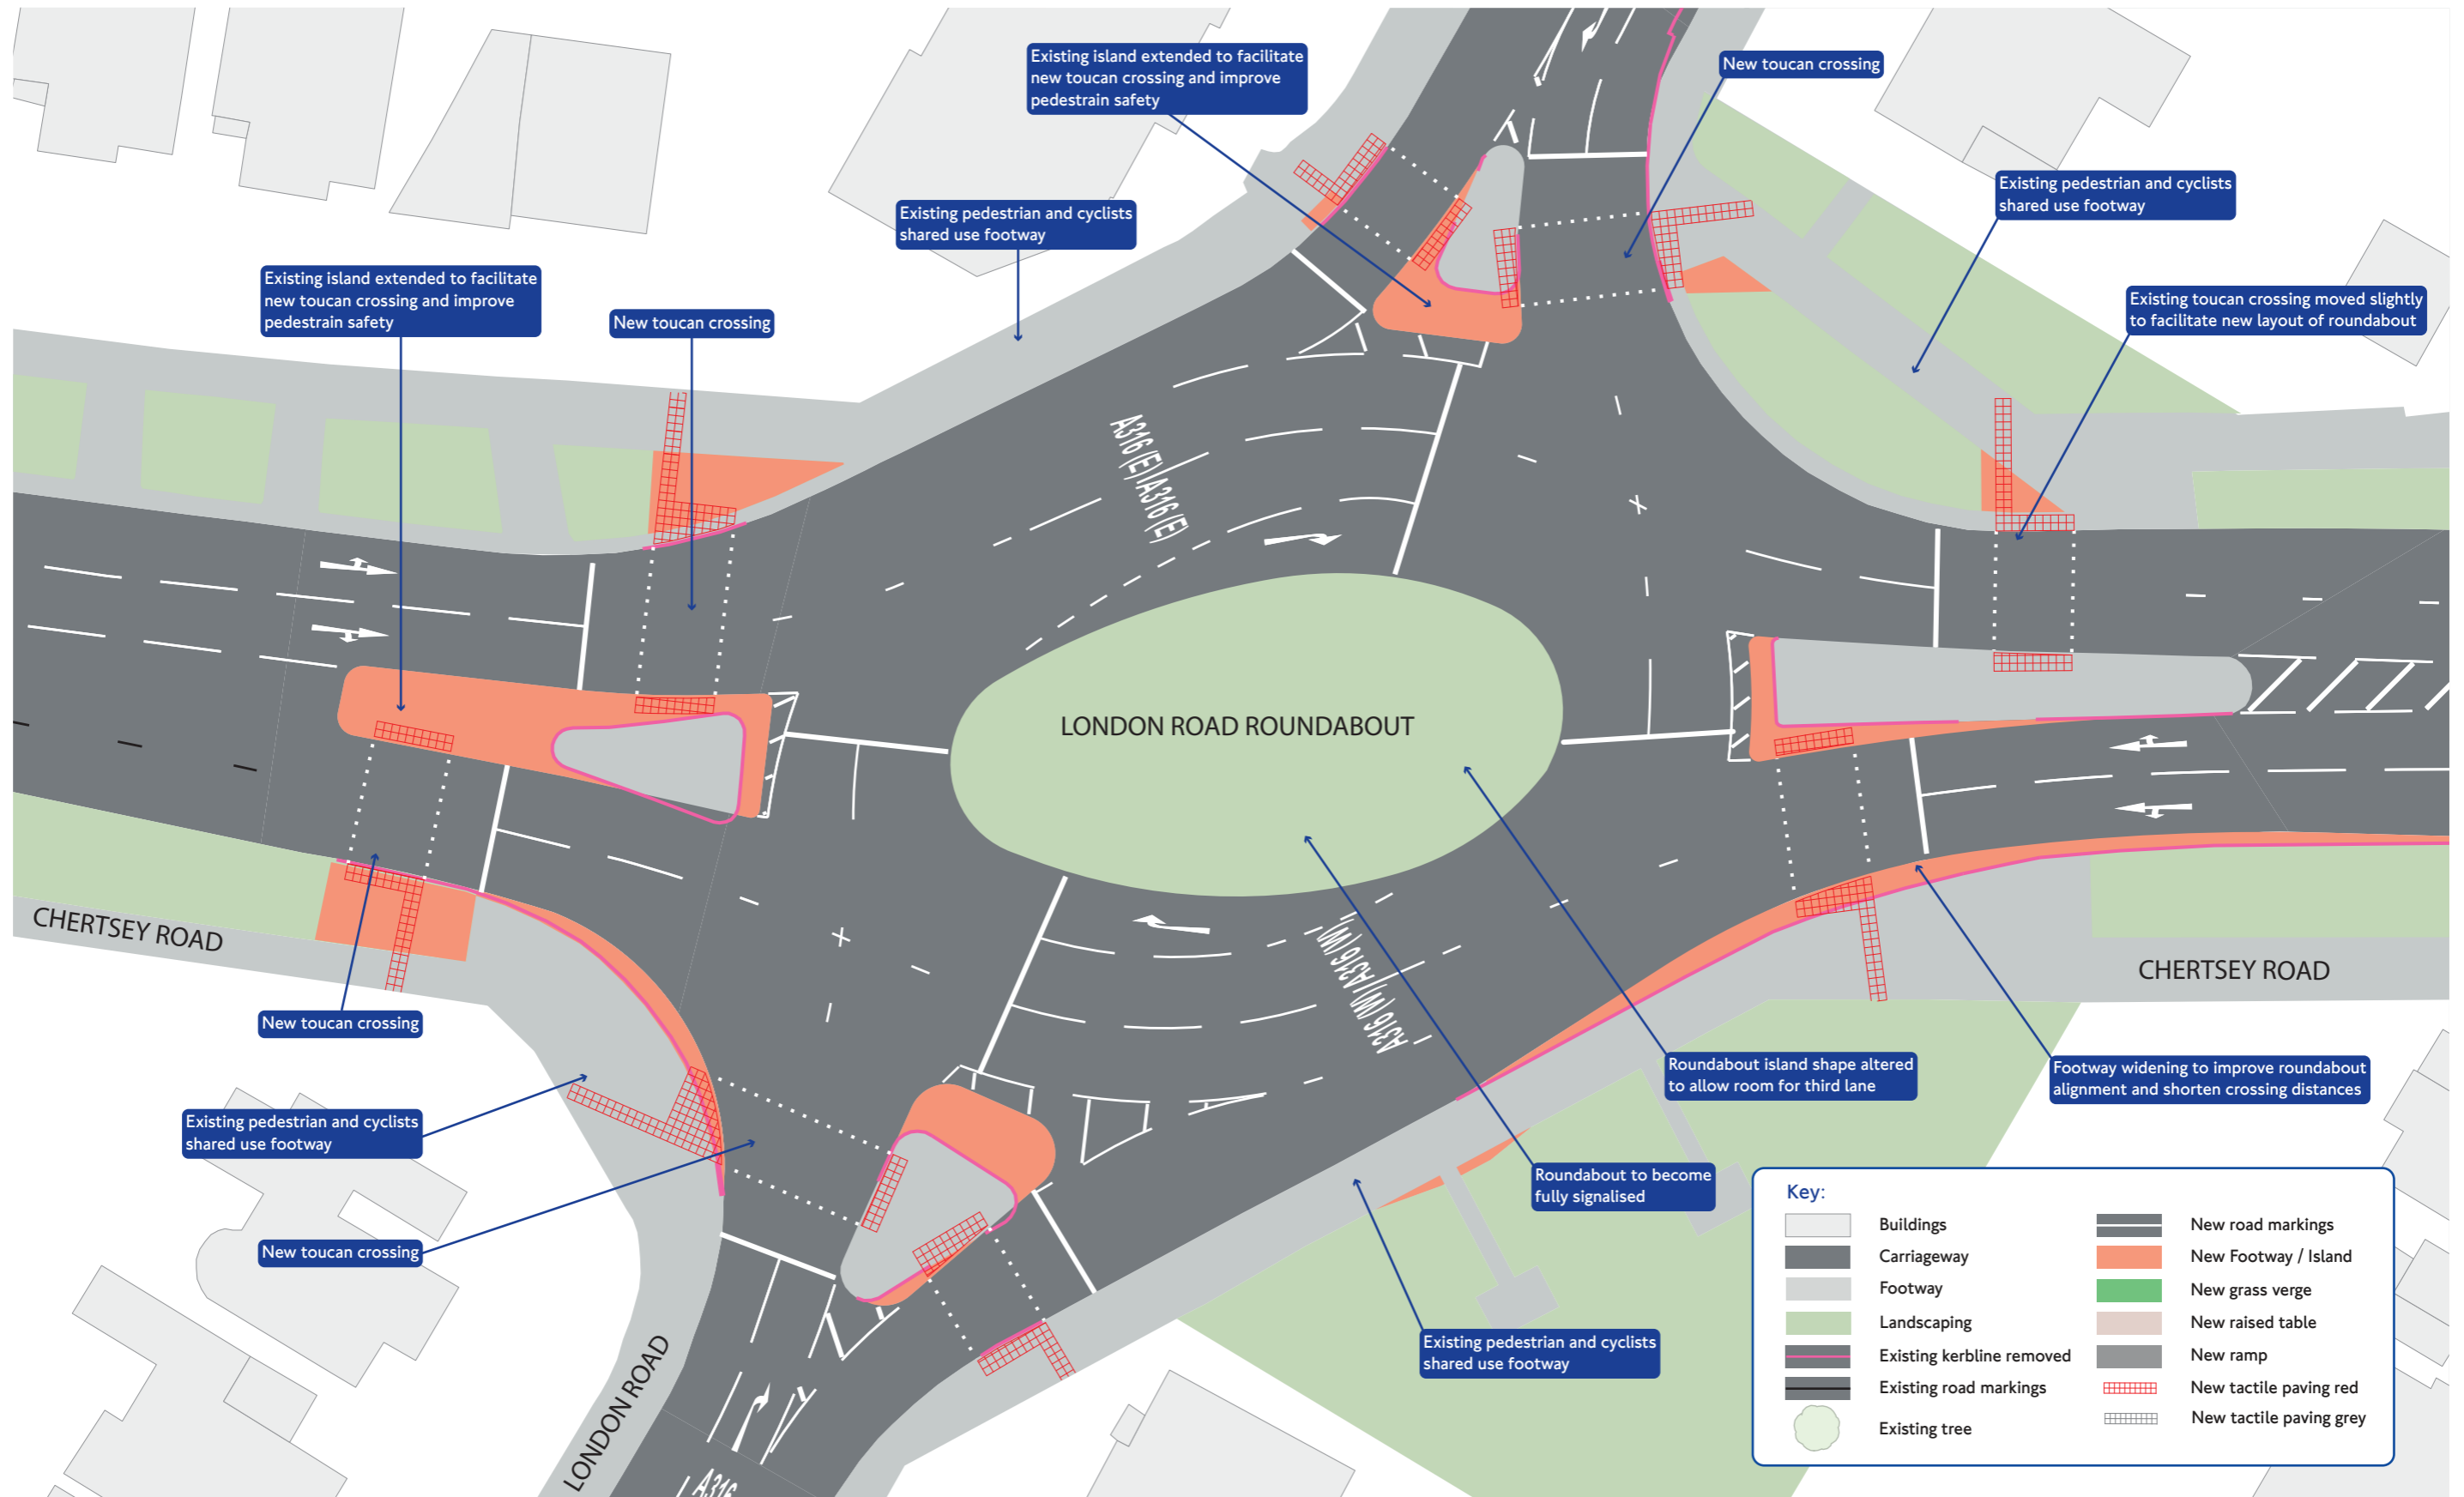 Existing island extended to facilitate
new toucan crossing and improve
pedestrain safety
New toucan crossing
Existing pedestrian and cyclists
shared use footway
Existing pedestrian and cyclists
shared use footway
Existing island extended to facilitate
new toucan crossing and improve
pedestrain safety
New toucan crossing
Existing toucan crossing moved slightly
to facilitate new layout of roundabout
A316 (E)
A316 (E)
LONDON ROAD ROUNDABOUT
CHERTSEY ROAD
A316 (W)
A316 (W)
CHERTSEY ROAD
New toucan crossing
Roundabout island shape altered
to allow room for third lane
Footway widening to improve roundabout
alignment and shorten crossing distances
Existing pedestrian and cyclists
shared use footway
Roundabout to become
fully signalised
New toucan crossing
Existing pedestrian and cyclists
shared use footway
LONDON ROAD
A316
Key:
Buildings
Carriageway
Footway
Landscaping
Existing kerbline removed
Existing road markings
Existing tree
New road markings
New Footway / Island
New grass verge
New raised table
New ramp
New tactile paving red
New tactile paving grey